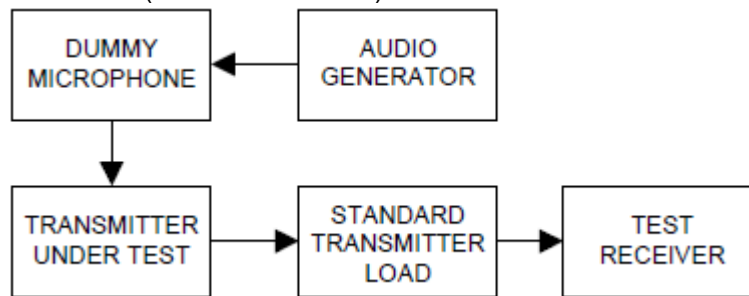 DUMMY
MICROPHONE
AUDIO
GENERATOR
TRANSMITTER
UNDER TEST
STANDARD
TRANSMITTER
LOAD
TEST
RECEIVER